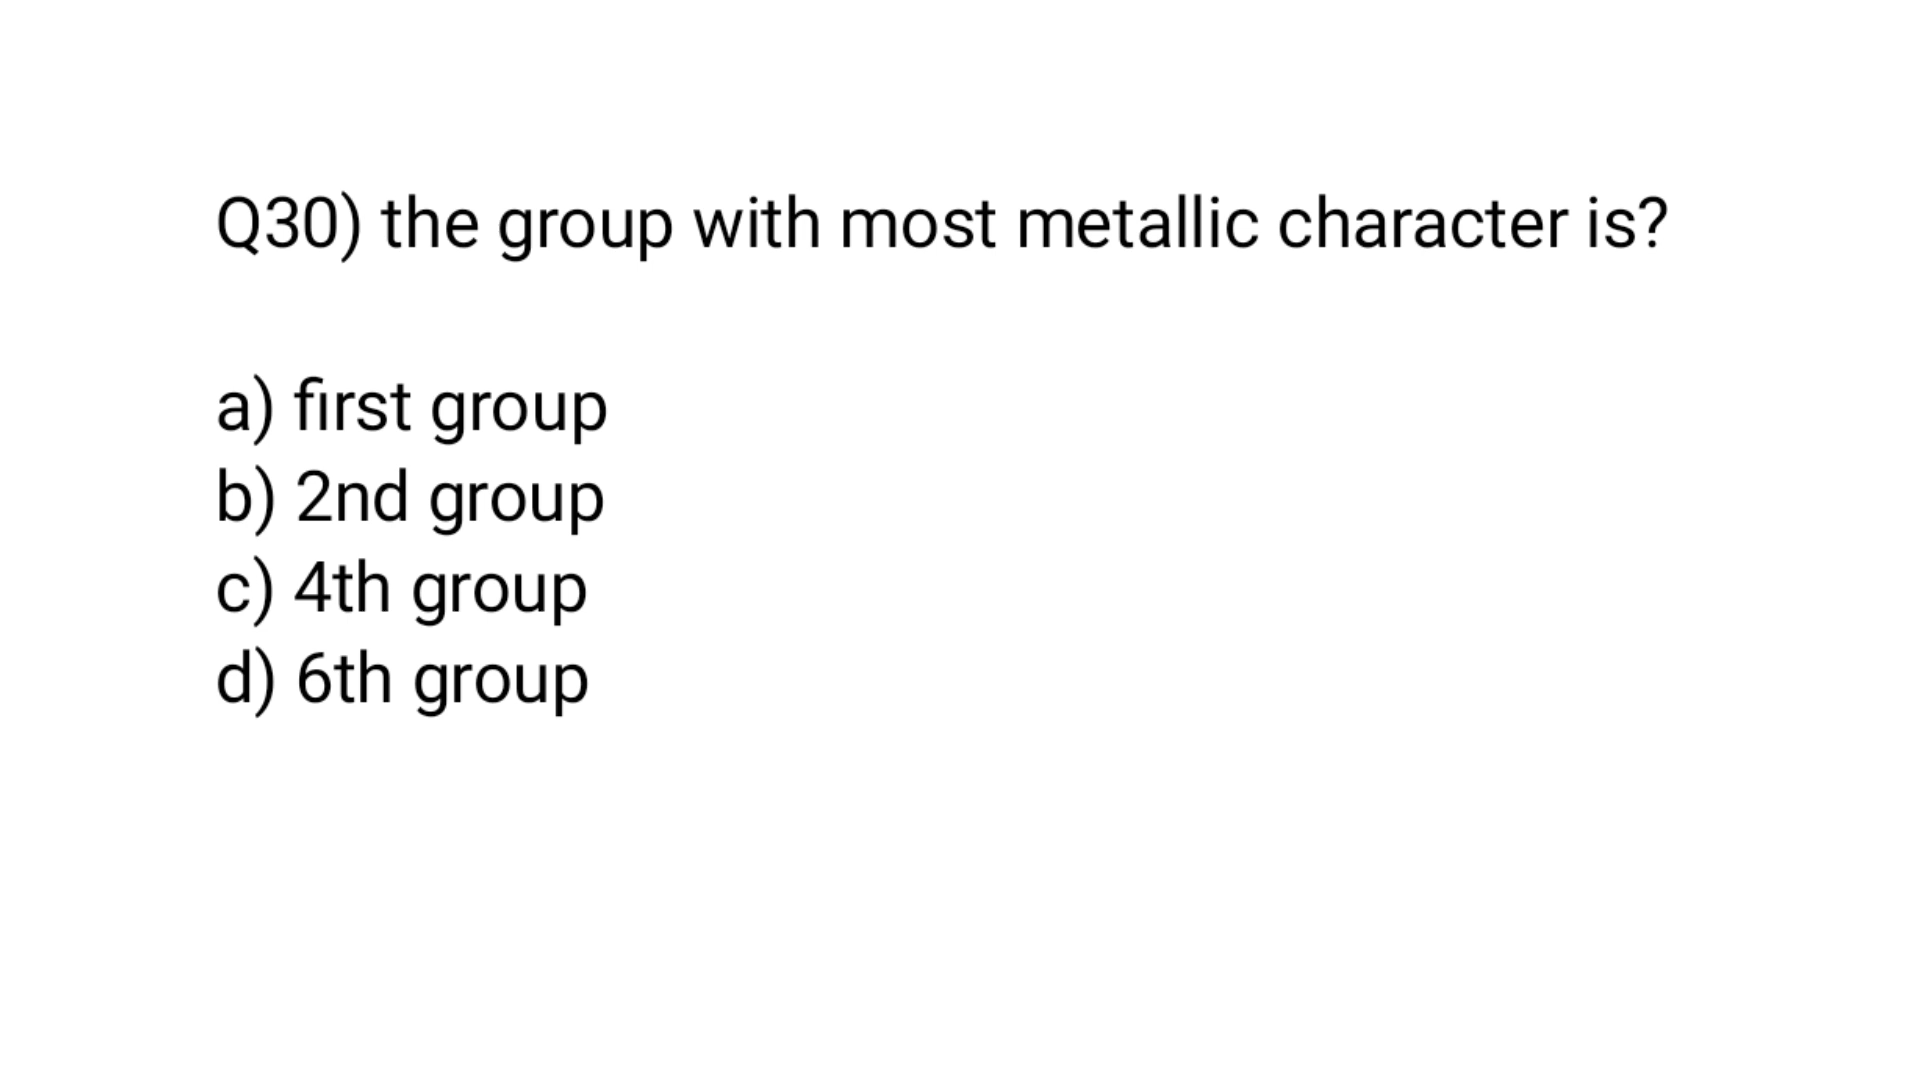 Q30) the group with most metallic character is?
a) first group
b) 2nd group
c) 4th group
d) 6th group